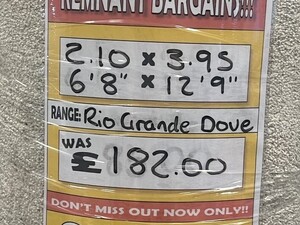 REMNANT BARGAINS!!!
2.10 x 3.95
6'8" x 12'9"
RANGE: Rio Grande Dove
WAS
£182.00
DON'T MISS OUT NOW ONLY!!